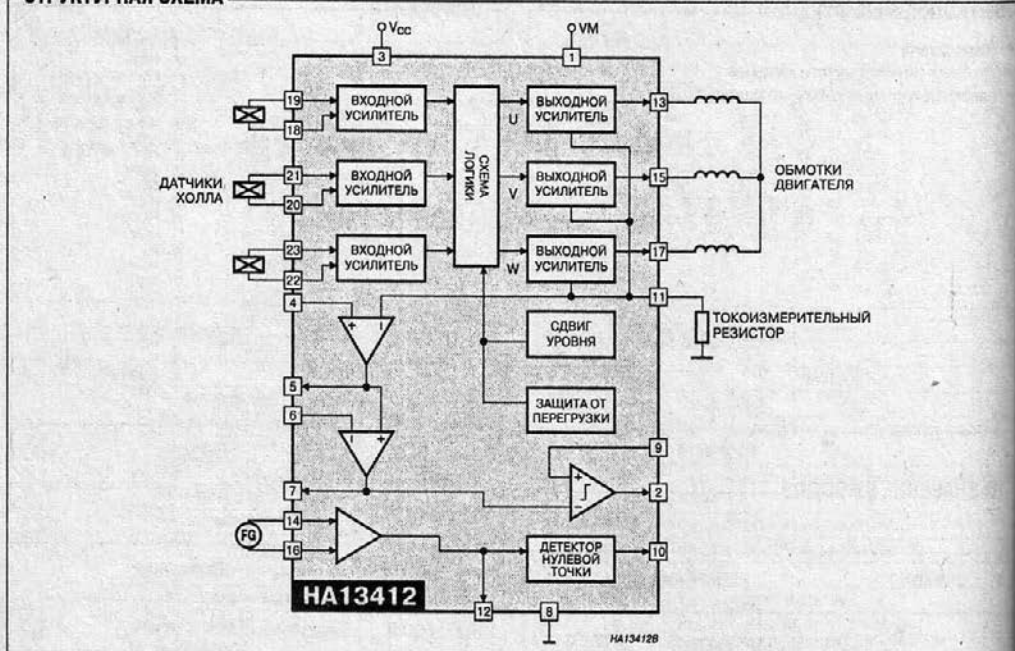 СТРУКТУРНАЯ СХЕМА
Vcc
VM
3
1
19
18
ВХОДНОЙ
УСИЛИТЕЛЬ
СХЕМА
ЛОГИКИ
U
ВЫХОДНОЙ
УСИЛИТЕЛЬ
13
ДАТЧИКИ
ХОЛЛА
21
20
ВХОДНОЙ
УСИЛИТЕЛЬ
V
ВЫХОДНОЙ
УСИЛИТЕЛЬ
15
ОБМОТКИ
ДВИГАТЕЛЯ
23
22
ВХОДНОЙ
УСИЛИТЕЛЬ
W
ВЫХОДНОЙ
УСИЛИТЕЛЬ
17
4
11
+ –
СДВИГ
УРОВНЯ
ТОКОИЗМЕРИТЕЛЬНЫЙ
РЕЗИСТОР
5
6
ЗАЩИТА ОТ
ПЕРЕГРУЗКИ
– +
9
7
+
–
2
FG
14
16
ДЕТЕКТОР
НУЛЕВОЙ
ТОЧКИ
10
HA13412
12
8
HA13412B